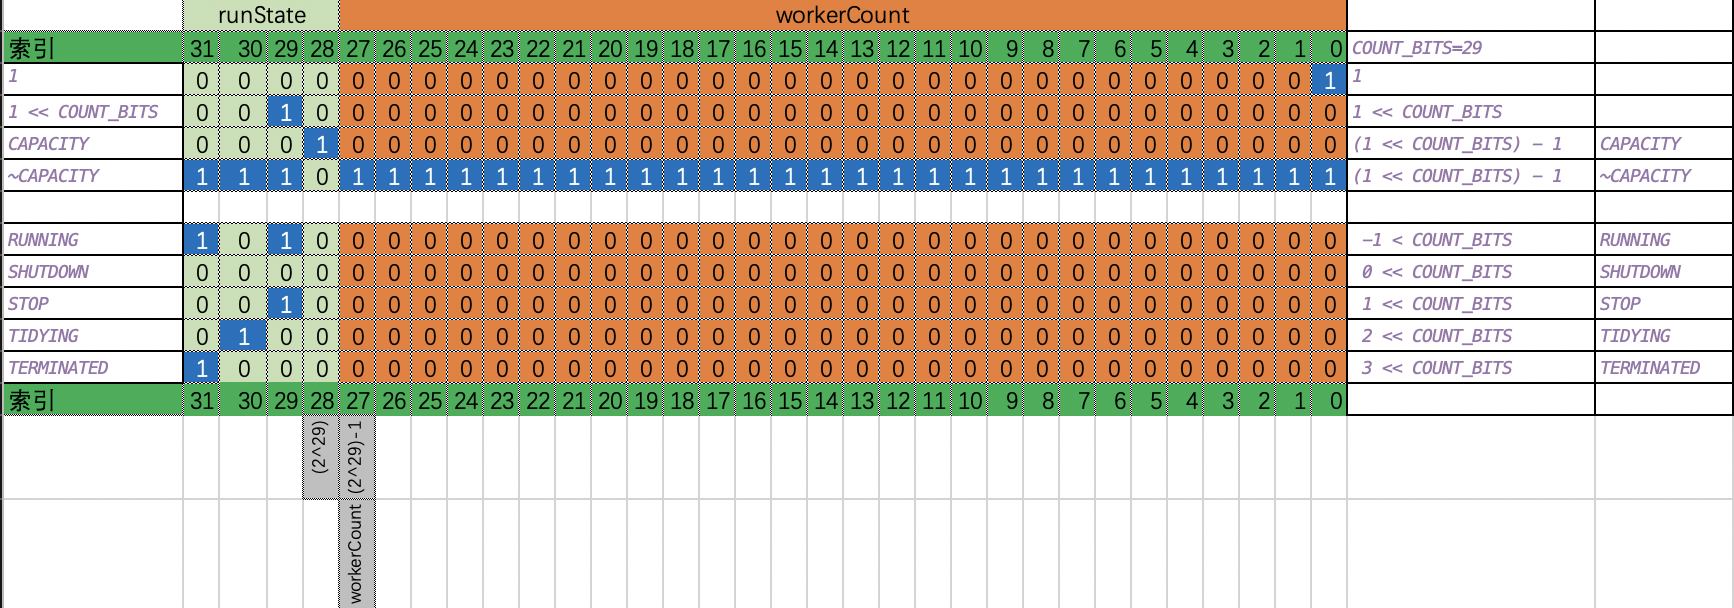 runState workerCount
索引 31 30 29 28 27 26 25 24 23 22 21 20 19 18 17 16 15 14 13 12 11 10 9 8 7 6 5 4 3 2 1 0 COUNT_BITS=29
1 0 0 0 0 0 0 0 0 0 0 0 0 0 0 0 0 0 0 0 0 0 0 0 0 0 0 0 0 0 0 0 1 1
1 << COUNT_BITS 0 0 1 0 0 0 0 0 0 0 0 0 0 0 0 0 0 0 0 0 0 0 0 0 0 0 0 0 0 0 0 0 1 << COUNT_BITS
CAPACITY 0 0 0 1 0 0 0 0 0 0 0 0 0 0 0 0 0 0 0 0 0 0 0 0 0 0 0 0 0 0 0 0 (1 << COUNT_BITS) - 1 CAPACITY
~CAPACITY 1 1 1 0 1 1 1 1 1 1 1 1 1 1 1 1 1 1 1 1 1 1 1 1 1 1 1 1 1 1 1 1 (1 << COUNT_BITS) - 1 ~CAPACITY
RUNNING 1 0 1 0 0 0 0 0 0 0 0 0 0 0 0 0 0 0 0 0 0 0 0 0 0 0 0 0 0 0 0 0 -1 < COUNT_BITS RUNNING
SHUTDOWN 0 0 0 0 0 0 0 0 0 0 0 0 0 0 0 0 0 0 0 0 0 0 0 0 0 0 0 0 0 0 0 0 0 << COUNT_BITS SHUTDOWN
STOP 0 0 1 0 0 0 0 0 0 0 0 0 0 0 0 0 0 0 0 0 0 0 0 0 0 0 0 0 0 0 0 0 1 << COUNT_BITS STOP
TIDYING 0 1 0 0 0 0 0 0 0 0 0 0 0 0 0 0 0 0 0 0 0 0 0 0 0 0 0 0 0 0 0 0 2 << COUNT_BITS TIDYING
TERMINATED 1 0 0 0 0 0 0 0 0 0 0 0 0 0 0 0 0 0 0 0 0 0 0 0 0 0 0 0 0 0 0 0 3 << COUNT_BITS TERMINATED
索引 31 30 29 28 27 26 25 24 23 22 21 20 19 18 17 16 15 14 13 12 11 10 9 8 7 6 5 4 3 2 1 0
(2^29)
(2^29)-1
workerCount